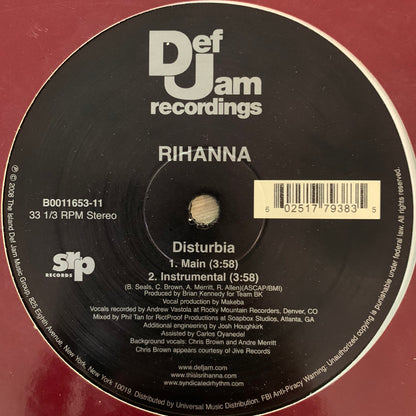 Def
Jam
recordings
RIHANNA
B0011653-11
33 1/3 RPM Stereo
6 02517 79383 5
srp
RECORDS
Disturbia
1. Main (3:58)
2. Instrumental (3:58)
(B. Seals, C. Brown, A. Merritt, R. Allen)(ASCAP/BMI)
Produced by Brian Kennedy for Team BK
Vocal production by Makeba
Vocals recorded by Andrew Vastola at Rocky Mountain Recorders, Denver, CO
Mixed by Phil Tan for RiotProof Productions at Soapbox Studios, Atlanta, GA
Additional engineering by Josh Houghkirk
Assisted by Carlos Oyanedel
Background vocals: Chris Brown and Andre Merritt
Chris Brown appears courtesy of Jive Records
www.defjam.com
www.thisisrihanna.com
www.syndicatedrhythm.com
℗ © 2008 The Island Def Jam Music Group, 825 Eighth Avenue, New York, New York 10019 Distributed by Universal Music Distribution. FBI Anti-Piracy Warning: Unauthorized copying is punishable under federal law. All rights reserved.